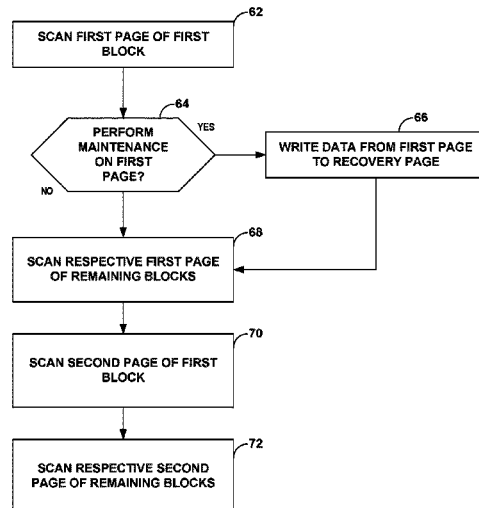 62
SCAN FIRST PAGE OF FIRST
BLOCK
64
PERFORM
MAINTENANCE
ON FIRST
PAGE?
YES
NO
66
WRITE DATA FROM FIRST PAGE
TO RECOVERY PAGE
68
SCAN RESPECTIVE FIRST PAGE
OF REMAINING BLOCKS
70
SCAN SECOND PAGE OF FIRST
BLOCK
72
SCAN RESPECTIVE SECOND
PAGE OF REMAINING BLOCKS